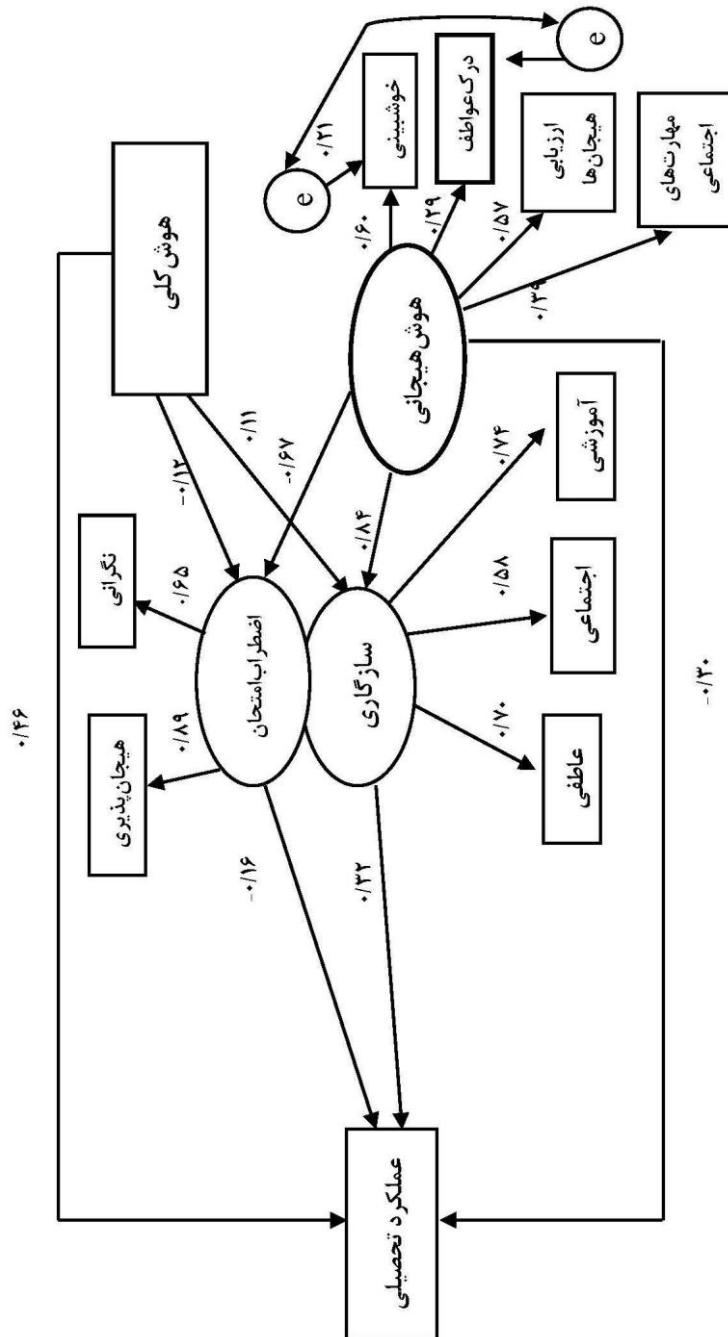 هوش کلی
۰/۲۱
e
e
خوشبینی
درک عواطف
ارزیابی
هیجان‌ها
مهارت‌های
اجتماعی
۰/۶۰
۰/۲۹
۰/۵۷
۰/۳۹
هوش هیجانی
-۰/۱۲
۰/۱۱
-۰/۶۷
۰/۸۴
۰/۷۴
آموزشی
۰/۵۸
اجتماعی
۰/۷۰
عاطفی
نگرانی
۰/۶۵
هیجان‌پذیری
۰/۸۹
اضطراب امتحان
سازگاری
۰/۴۶
-۰/۱۶
۰/۳۲
-۰/۳۰
عملکرد تحصیلی